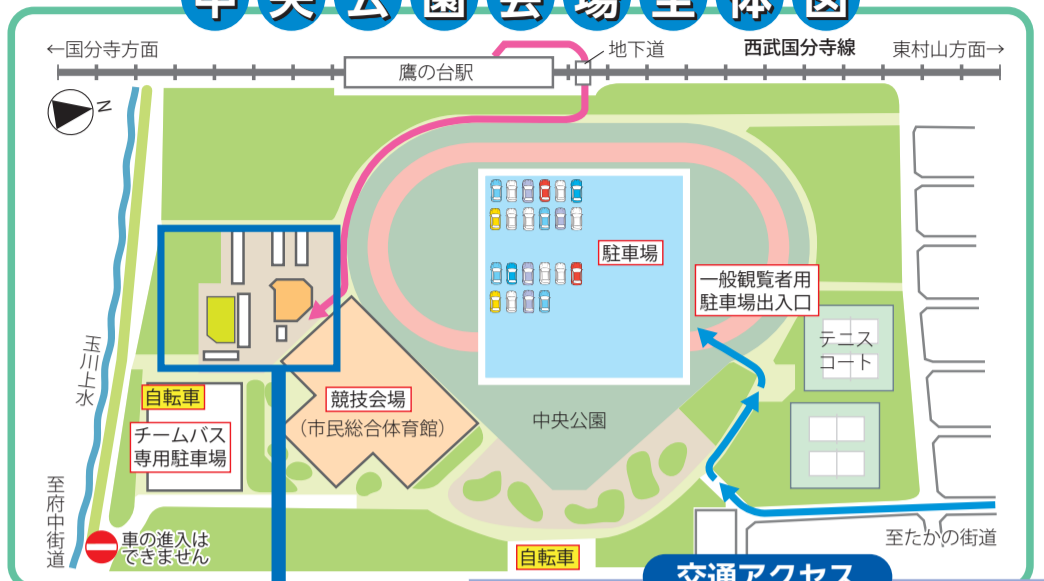 中央公園会場全体図
←国分寺方面
鷹の台駅
地下道
西武国分寺線
東村山方面→
N
駐車場
一般観覧者用
駐車場出入口
テニス
コート
玉川上水
自転車
チームバス
専用駐車場
競技会場
（市民総合体育館）
中央公園
至府中街道
車の進入は
できません
自転車
至たかの街道
交通アクセス